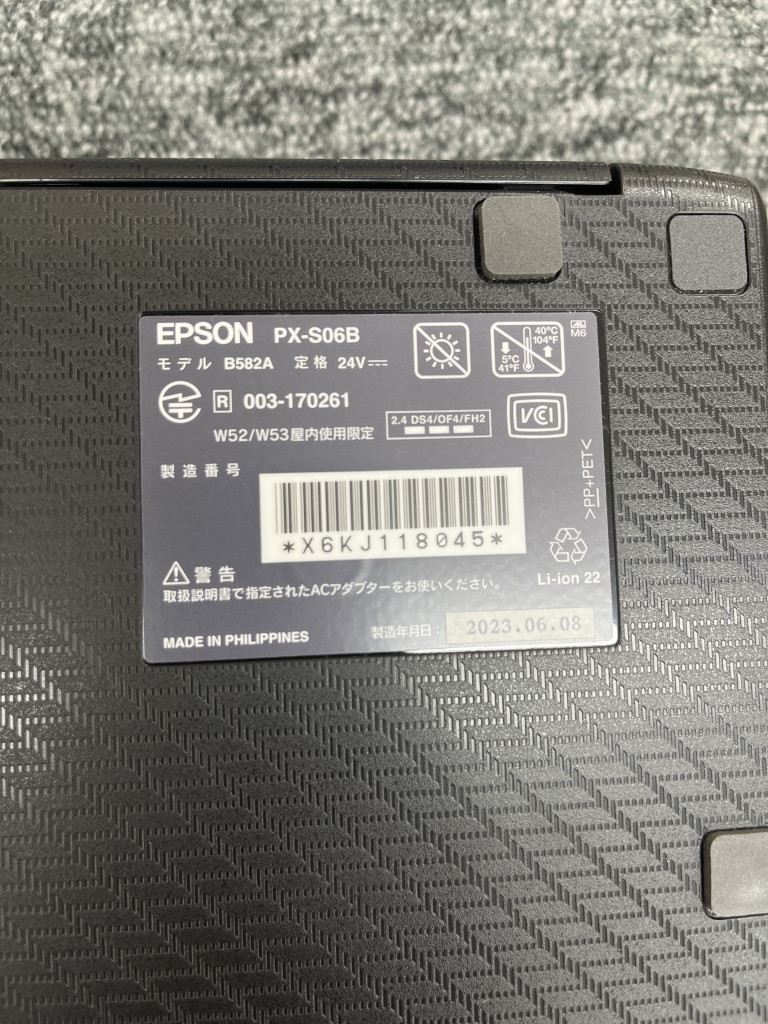 EPSON PX-S06B
モデル B582A 定格 24V⎓
40℃
104°F
5℃
41°F
M6
R 003-170261
2.4 DS4/OF4/FH2
VCI
W52/W53屋内使用限定
>PP+PET<
製造番号
*X6KJ118045*
警告
取扱説明書で指定されたACアダプターをお使いください。
Li-ion 22
MADE IN PHILIPPINES
製造年月日: 2023.06.08